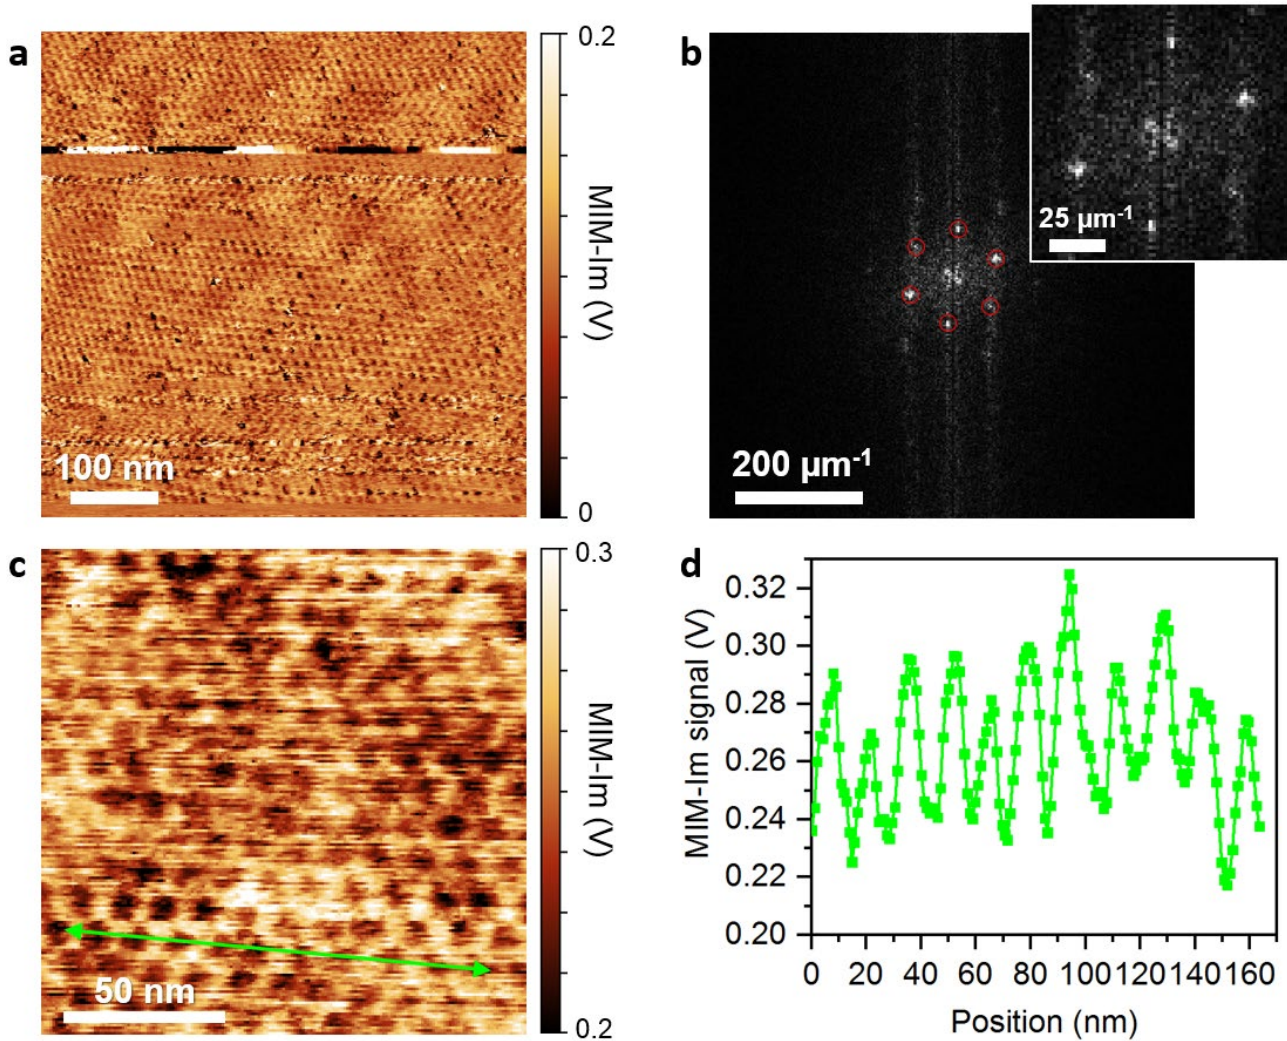 a
0.2
MIM-Im (V)
0
100 nm
b
25 µm-1
200 µm-1
c
0.3
MIM-Im (V)
0.2
50 nm
d
MIM-Im signal (V)
0.32
0.30
0.28
0.26
0.24
0.22
0.20
0 20 40 60 80 100 120 140 160
Position (nm)